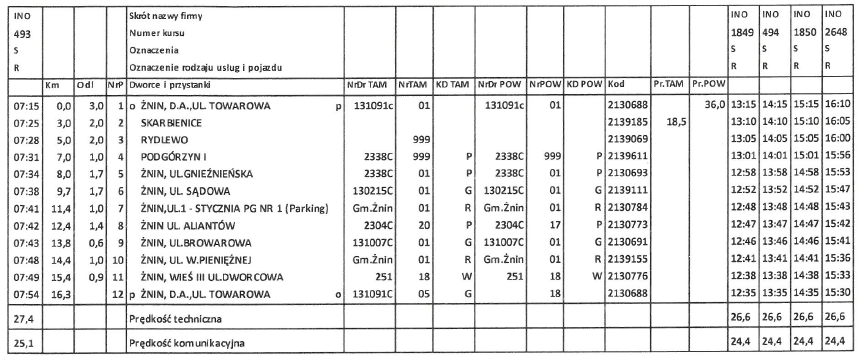 INO Skrót nazwy firmy INO INO INO INO
493 Numer kursu 1849 494 1850 2648
S Oznaczenia S S S S
R Oznaczenie rodzaju usług i pojazdu R R R R
Km Odl NrP Dworce i przystanki NrDr TAM NrTAM KD TAM NrDr POW NrPOW KD POW Kod Pr.TAM Pr.POW
07:15 0,0 3,0 1 o ŻNIN, D.A.,UL. TOWAROWA p 131091c 01 131091c 01 2130688 36,0 13:15 14:15 15:15 16:10
07:25 3,0 2,0 2 SKARBIENICE 2139185 18,5 13:10 14:10 15:10 16:05
07:28 5,0 2,0 3 RYDLEWO 999 2139069 13:05 14:05 15:05 16:00
07:31 7,0 1,0 4 PODGÓRZYN I 2338C 999 P 2338C 999 P 2139611 13:01 14:01 15:01 15:56
07:34 8,0 1,7 5 ŻNIN, UL.GNIEŹNIEŃSKA 2338C 01 P 2338C 01 P 2130693 12:58 13:58 14:58 15:53
07:38 9,7 1,7 6 ŻNIN, UL. SĄDOWA 130215C 01 G 130215C 01 G 2139111 12:52 13:52 14:52 15:47
07:41 11,4 1,0 7 ŻNIN,UL.1 - STYCZNIA PG NR 1 (Parking) Gm.Żnin 01 R Gm.Żnin 01 R 2130784 12:48 13:48 14:48 15:43
07:42 12,4 1,4 8 ŻNIN UL. ALIANTÓW 2304C 20 P 2304C 17 P 2130773 12:47 13:47 14:47 15:42
07:43 13,8 0,6 9 ŻNIN, UL.BROWAROWA 131007C 01 G 131007C 01 G 2130691 12:46 13:46 14:46 15:41
07:48 14,4 1,0 10 ŻNIN, UL. W.PIENIĘŻNEJ Gm.Żnin 01 R Gm.Żnin 01 R 2139155 12:41 13:41 14:41 15:36
07:49 15,4 0,9 11 ŻNIN, WIEŚ III UL.DWORCOWA 251 18 W 251 18 W 2130776 12:38 13:38 14:38 15:33
07:54 16,3 12 p ŻNIN, D.A.,UL. TOWAROWA o 131091C 05 G 18 2130688 12:35 13:35 14:35 15:30
27,4 Prędkość techniczna 26,6 26,6 26,6 26,6
25,1 Prędkość komunikacyjna 24,4 24,4 24,4 24,4